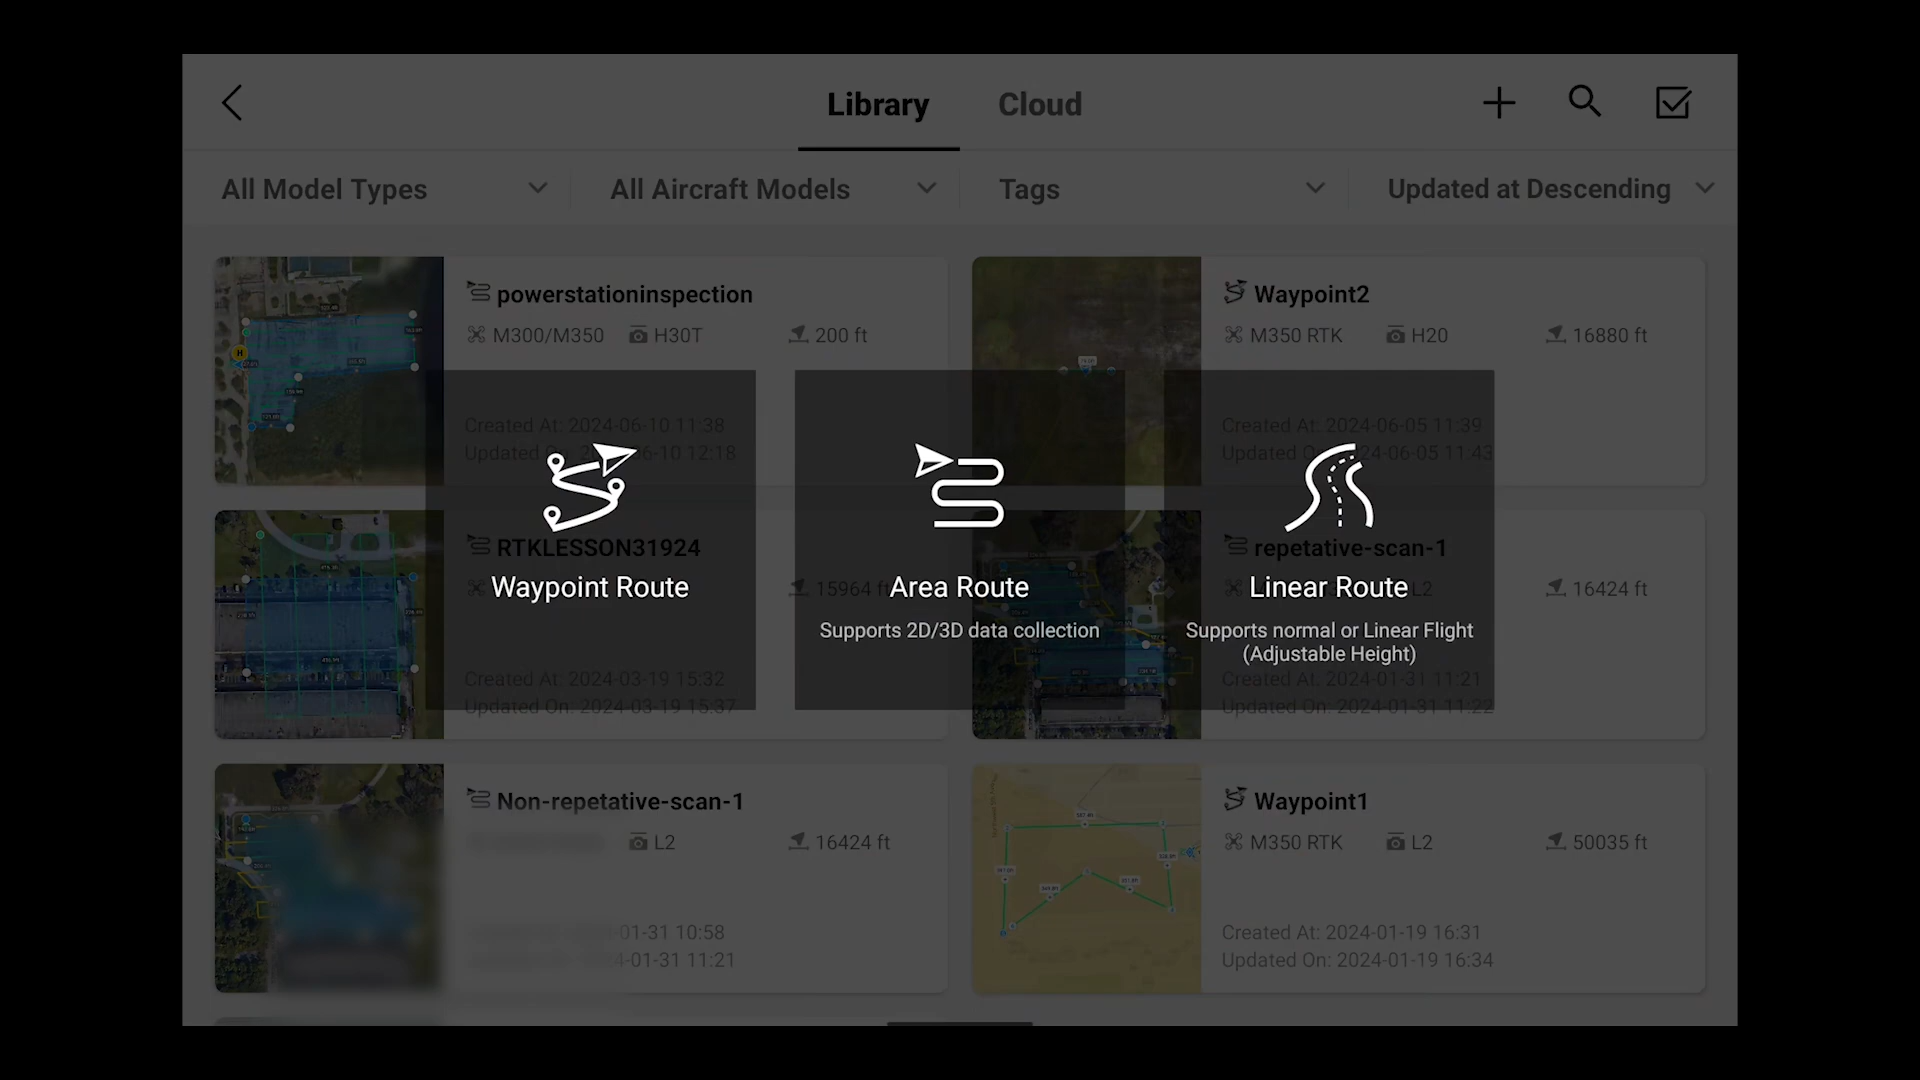 Library
Cloud
All Model Types
All Aircraft Models
Tags
Updated at Descending
powerstationinspection
M300/M350
H30T
200 ft
Created At: 2024-06-10 11:38
Waypoint2
M350 RTK
H20
16880 ft
Created At: 2024-06-05 11:39
RTKLESSON31924
15964 ft
Created At: 2024-03-19 15:32
Updated On: 2024-03-19 15:37
repetative-scan-1
L2
16424 ft
Created At: 2024-01-31 11:21
Updated On: 2024-01-31 11:22
Waypoint Route
Area Route
Supports 2D/3D data collection
Linear Route
Supports normal or Linear Flight
(Adjustable Height)
Non-repetative-scan-1
L2
16424 ft
01-31 10:58
4-01-31 11:21
Waypoint1
M350 RTK
L2
50035 ft
Created At: 2024-01-19 16:31
Updated On: 2024-01-19 16:34